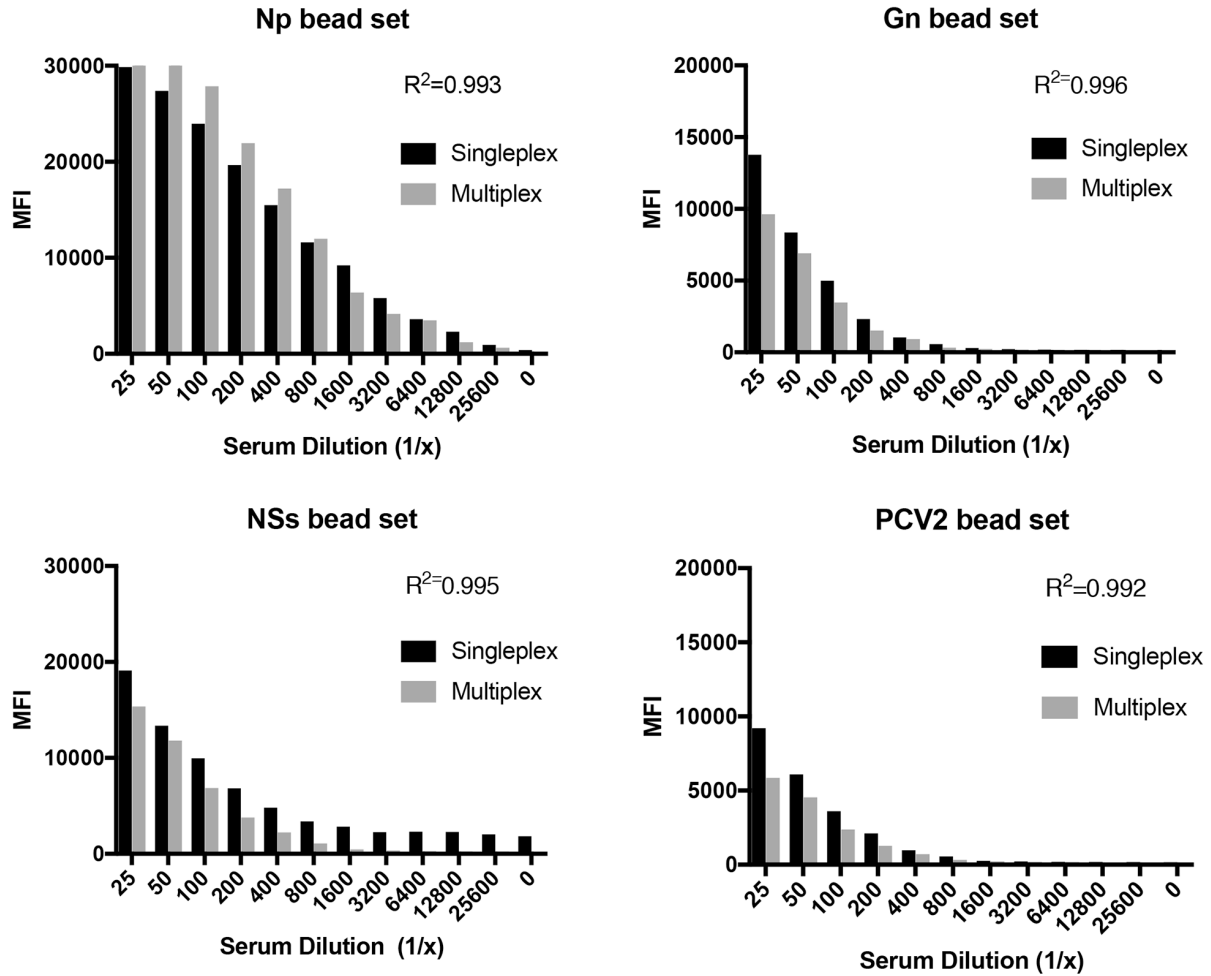 Np bead set
30000
20000
10000
0
MFI
R²=0.993
Singleplex
Multiplex
25
50
100
200
400
800
1600
3200
6400
12800
25600
0
Serum Dilution (1/x)
Gn bead set
20000
15000
10000
5000
0
MFI
R²⁼0.996
Singleplex
Multiplex
25
50
100
200
400
800
1600
3200
6400
12800
25600
0
Serum Dilution (1/x)
NSs bead set
30000
20000
10000
0
MFI
R²⁼0.995
Singleplex
Multiplex
25
50
100
200
400
800
1600
3200
6400
12800
25600
0
Serum Dilution (1/x)
PCV2 bead set
20000
15000
10000
5000
0
MFI
R²=0.992
Singleplex
Multiplex
25
50
100
200
400
800
1600
3200
6400
12800
25600
0
Serum Dilution (1/x)